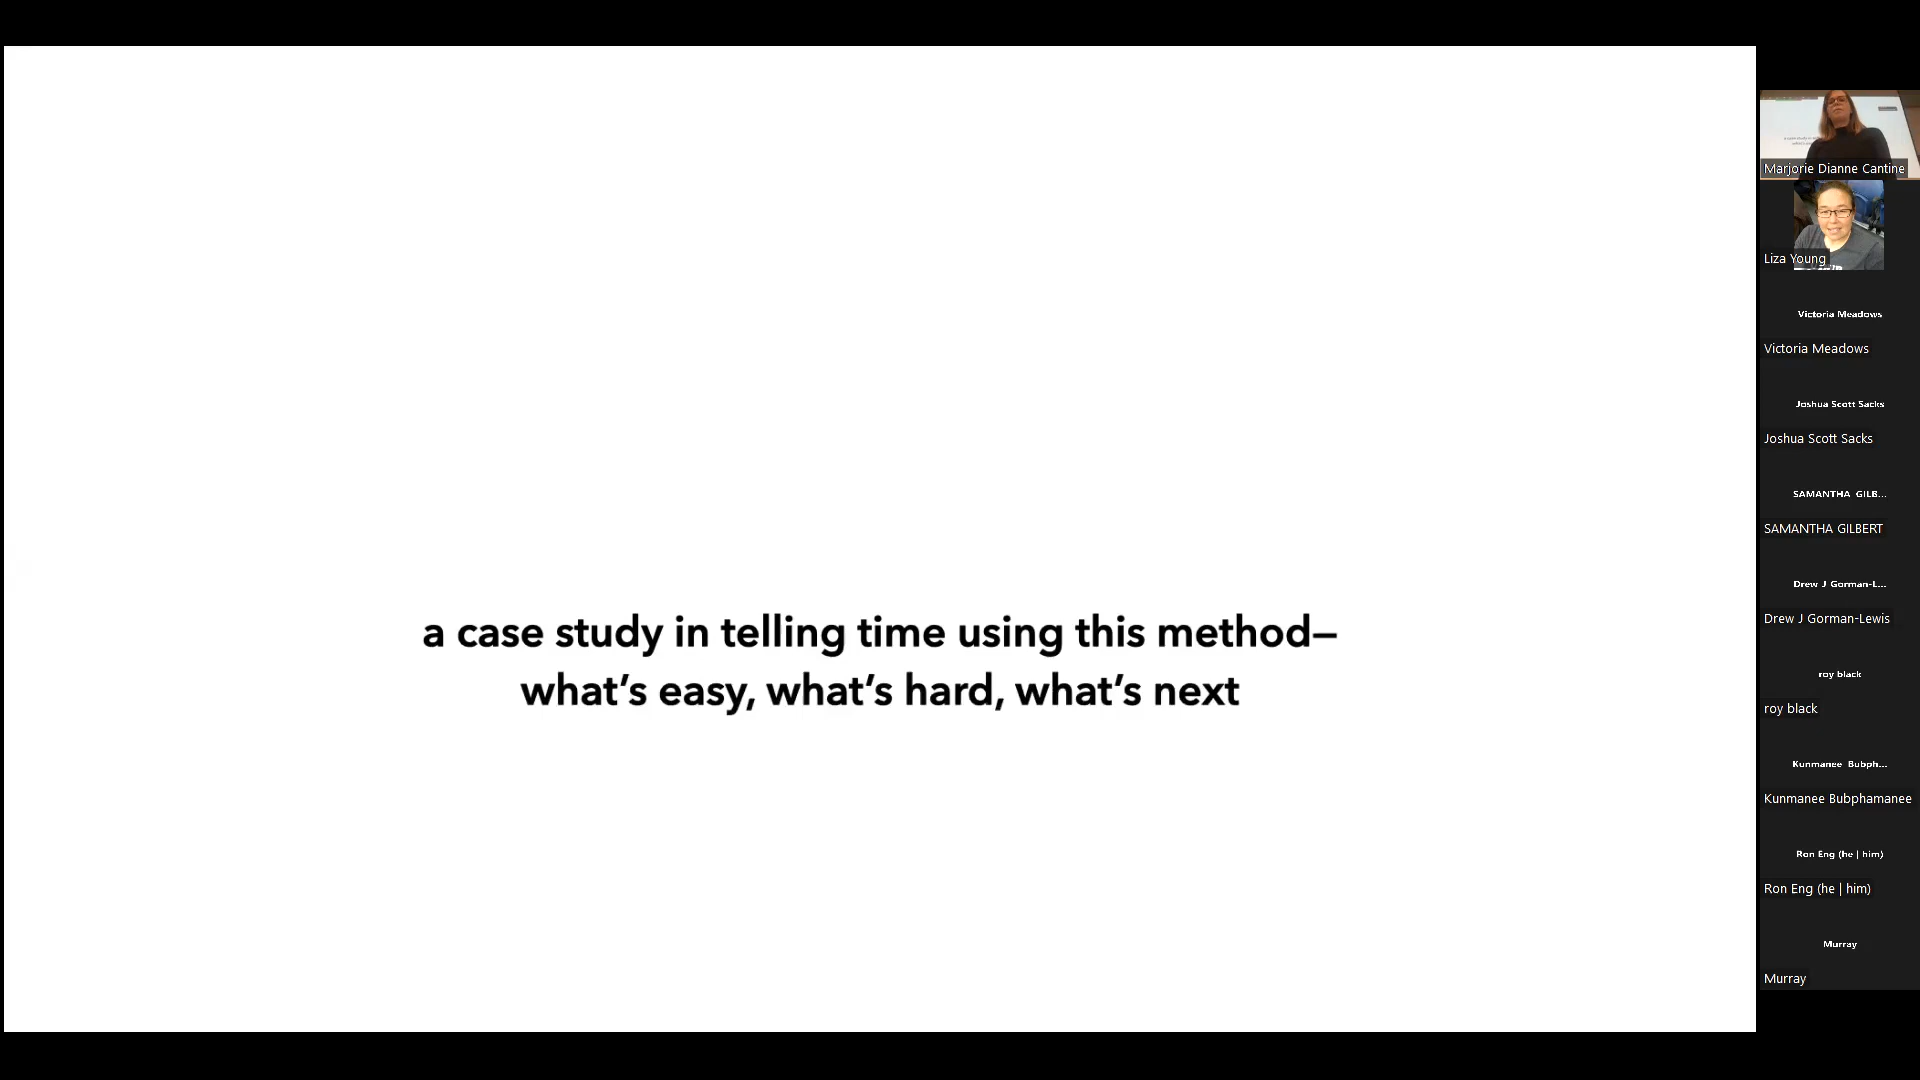 a case study in telling time using this method—
what’s easy, what’s hard, what’s next
Marjorie Dianne Cantine
Liza Young
Victoria Meadows
Victoria Meadows
Joshua Scott Sacks
Joshua Scott Sacks
SAMANTHA GILB...
SAMANTHA GILBERT
Drew J Gorman-L...
Drew J Gorman-Lewis
roy black
roy black
Kunmanee Bubph...
Kunmanee Bubphamanee
Ron Eng (he | him)
Ron Eng (he | him)
Murray
Murray